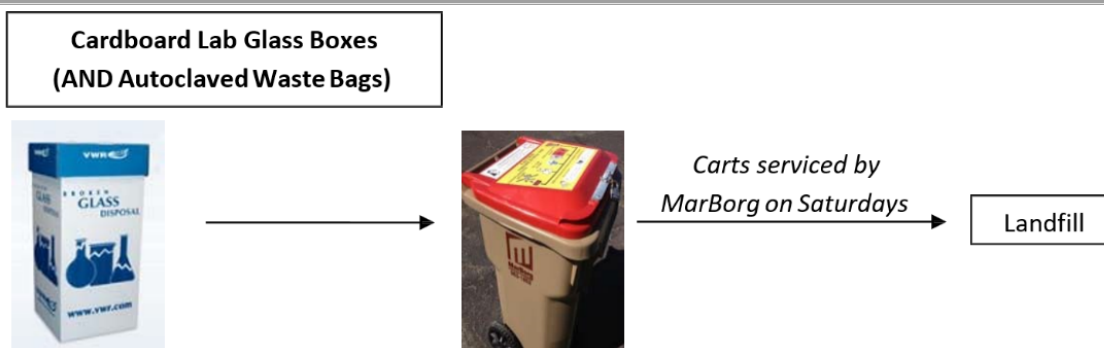 Cardboard Lab Glass Boxes
(AND Autoclaved Waste Bags)
vwr
BROKEN
GLASS
DISPOSAL
www.vwr.com
MarBorg
Carts serviced by
MarBorg on Saturdays
Landfill